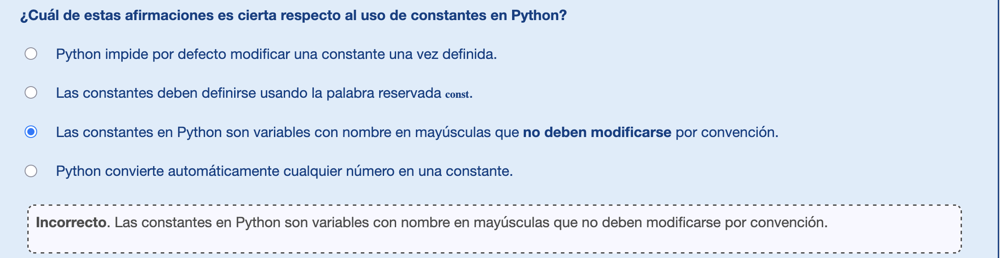 ¿Cuál de estas afirmaciones es cierta respecto al uso de constantes en Python?
Python impide por defecto modificar una constante una vez definida.
Las constantes deben definirse usando la palabra reservada const.
Las constantes en Python son variables con nombre en mayúsculas que no deben modificarse por convención.
Python convierte automáticamente cualquier número en una constante.
Incorrecto. Las constantes en Python son variables con nombre en mayúsculas que no deben modificarse por convención.